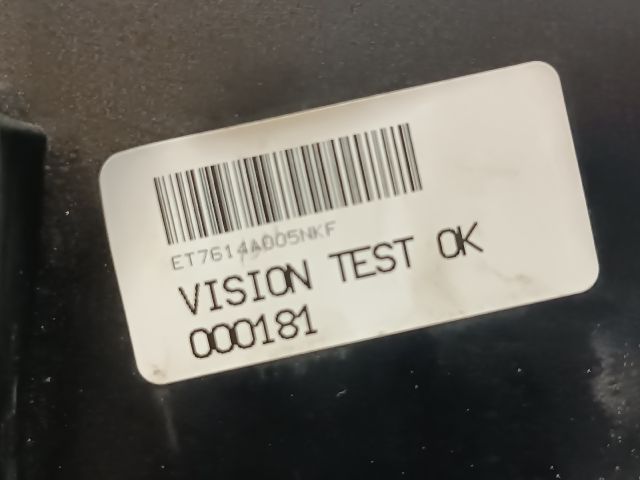 ET7614A005NKF
VISION TEST OK
000181